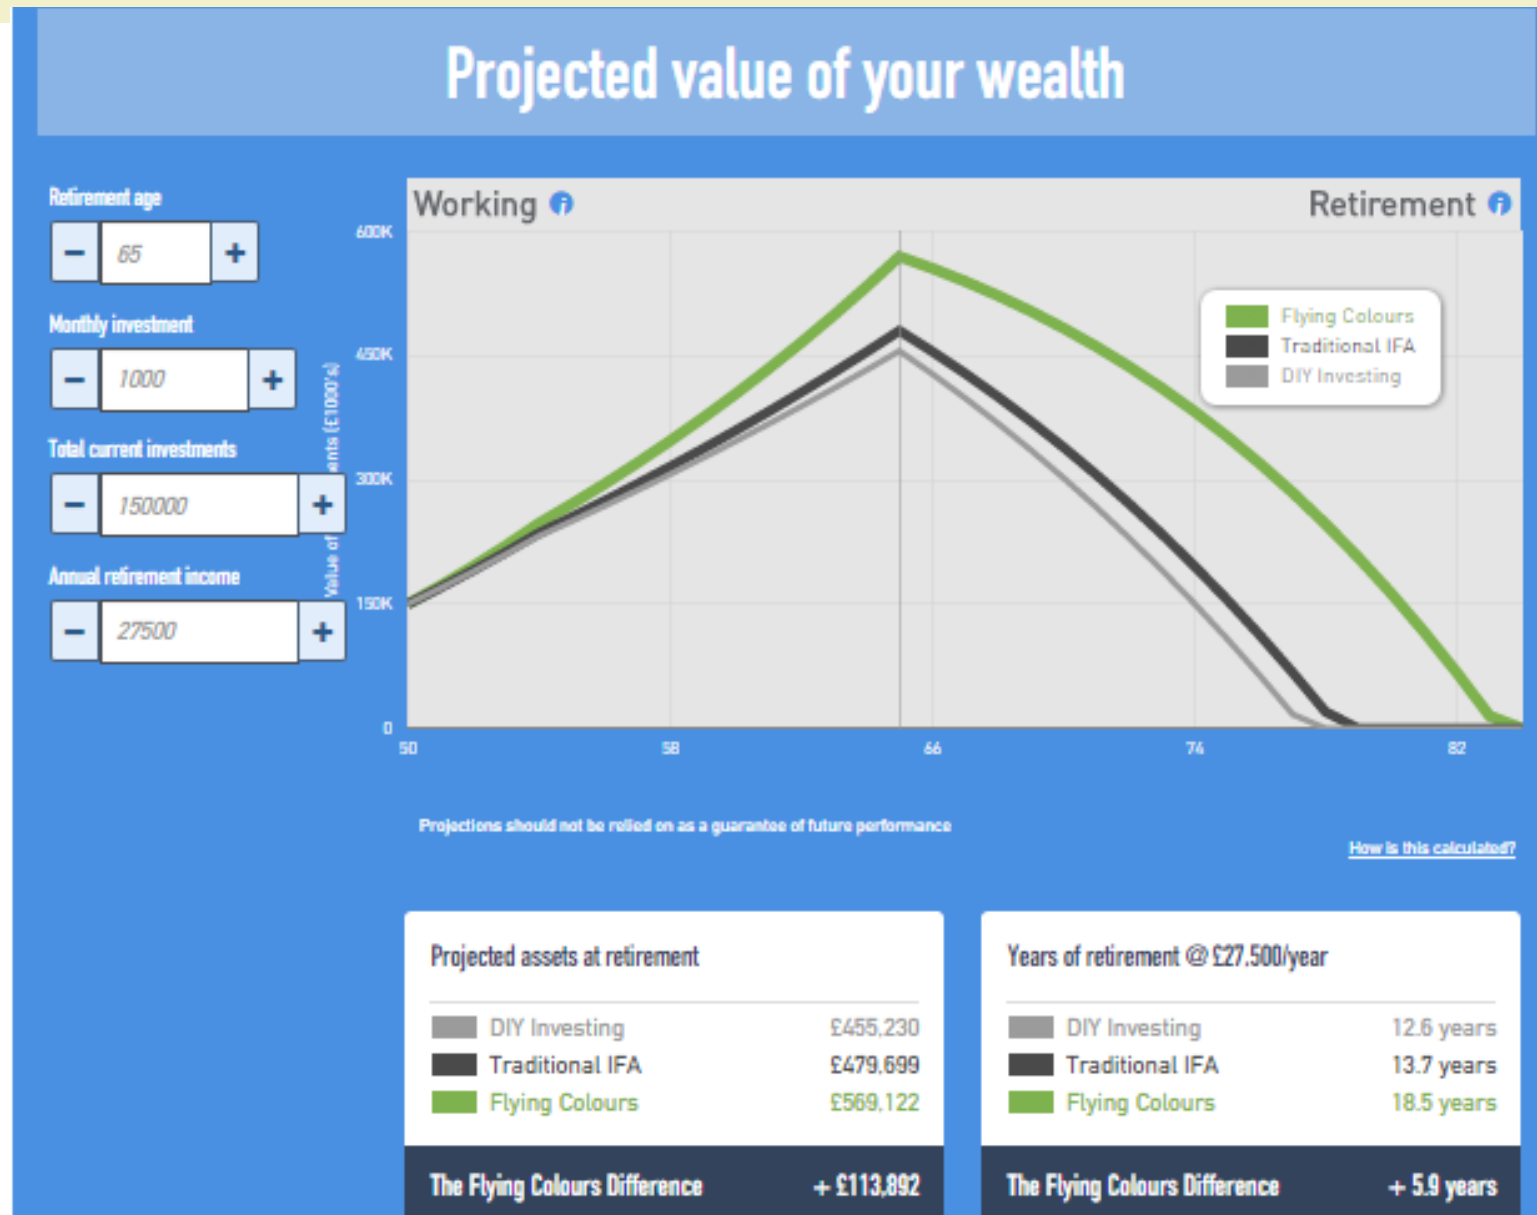 Projected value of your wealth
Retirement age
− 65 +
Monthly investment
− 1000 +
Total current investments
− 150000 +
Annual retirement income
− 27500 +
Working i
Retirement i
600K
450K
300K
150K
0
Value of
ents (£1000's)
50 58 66 74 82
Flying Colours
Traditional IFA
DIY Investing
Projections should not be relied on as a guarantee of future performance
How is this calculated?
Projected assets at retirement
DIY Investing £455,230
Traditional IFA £479,699
Flying Colours £569,122
The Flying Colours Difference + £113,892
Years of retirement @ £27,500/year
DIY Investing 12.6 years
Traditional IFA 13.7 years
Flying Colours 18.5 years
The Flying Colours Difference + 5.9 years